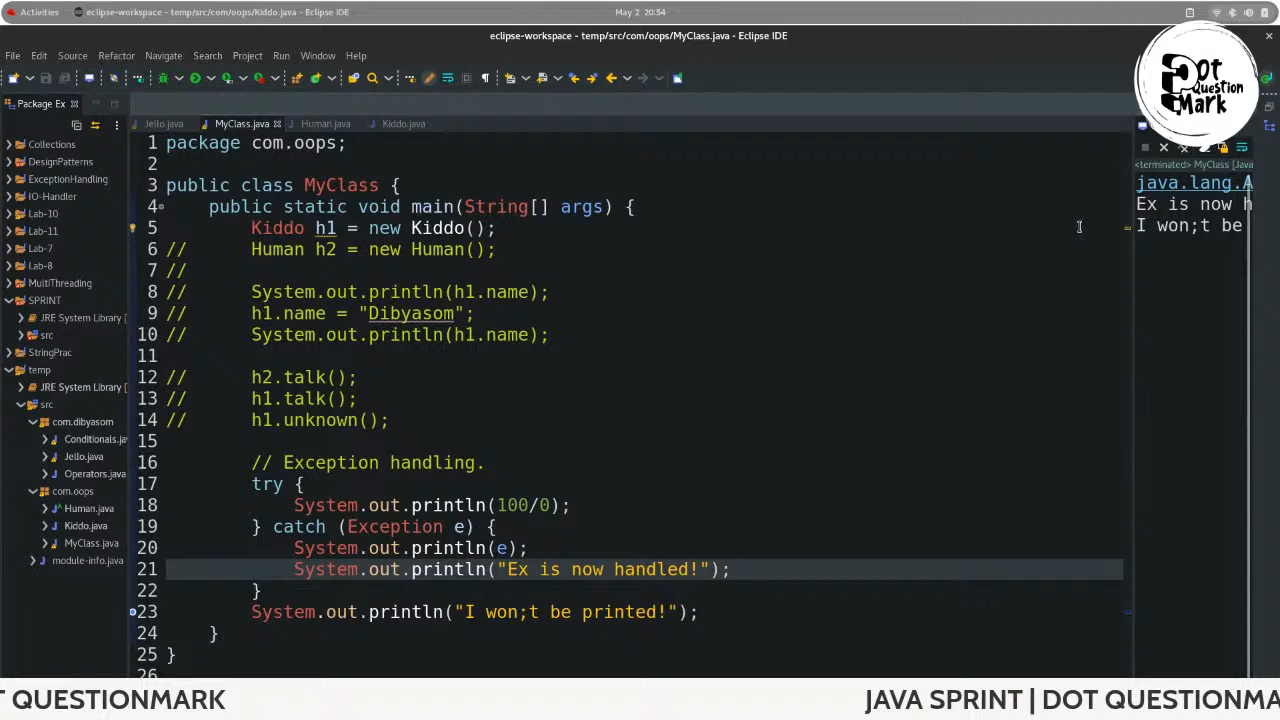 Activities
eclipse-workspace - temp/src/com/oops/Kiddo.java - Eclipse IDE
May 2 20:54
eclipse-workspace - temp/src/com/oops/MyClass.java - Eclipse IDE
File Edit Source Refactor Navigate Search Project Run Window Help
Dot
Question
Mark
Package Ex
Jello.java MyClass.java Human.java Kiddo.java
Collections
DesignPatterns
ExceptionHandling
IO-Handler
Lab-10
Lab-11
Lab-7
Lab-8
MultiThreading
SPRINT
JRE System Library [
src
StringPrac
temp
JRE System Library [
src
com.dibyasom
Conditionals.jav
Jello.java
Operators.java
com.oops
Human.java
Kiddo.java
MyClass.java
module-info.java
1 package com.oops;
2
3 public class MyClass {
4 public static void main(String[] args) {
5 Kiddo h1 = new Kiddo();
6 // Human h2 = new Human();
7 //
8 // System.out.println(h1.name);
9 // h1.name = "Dibyasom";
10 // System.out.println(h1.name);
11
12 // h2.talk();
13 // h1.talk();
14 // h1.unknown();
15
16 // Exception handling.
17 try {
18 System.out.println(100/0);
19 } catch (Exception e) {
20 System.out.println(e);
21 System.out.println("Ex is now handled!");
22 }
23 System.out.println("I won;t be printed!");
24 }
25 }
26
<terminated> MyClass [Java
java.lang.A
Ex is now h
I won;t be
OT QUESTIONMARK
JAVA SPRINT | DOT QUESTIONMA